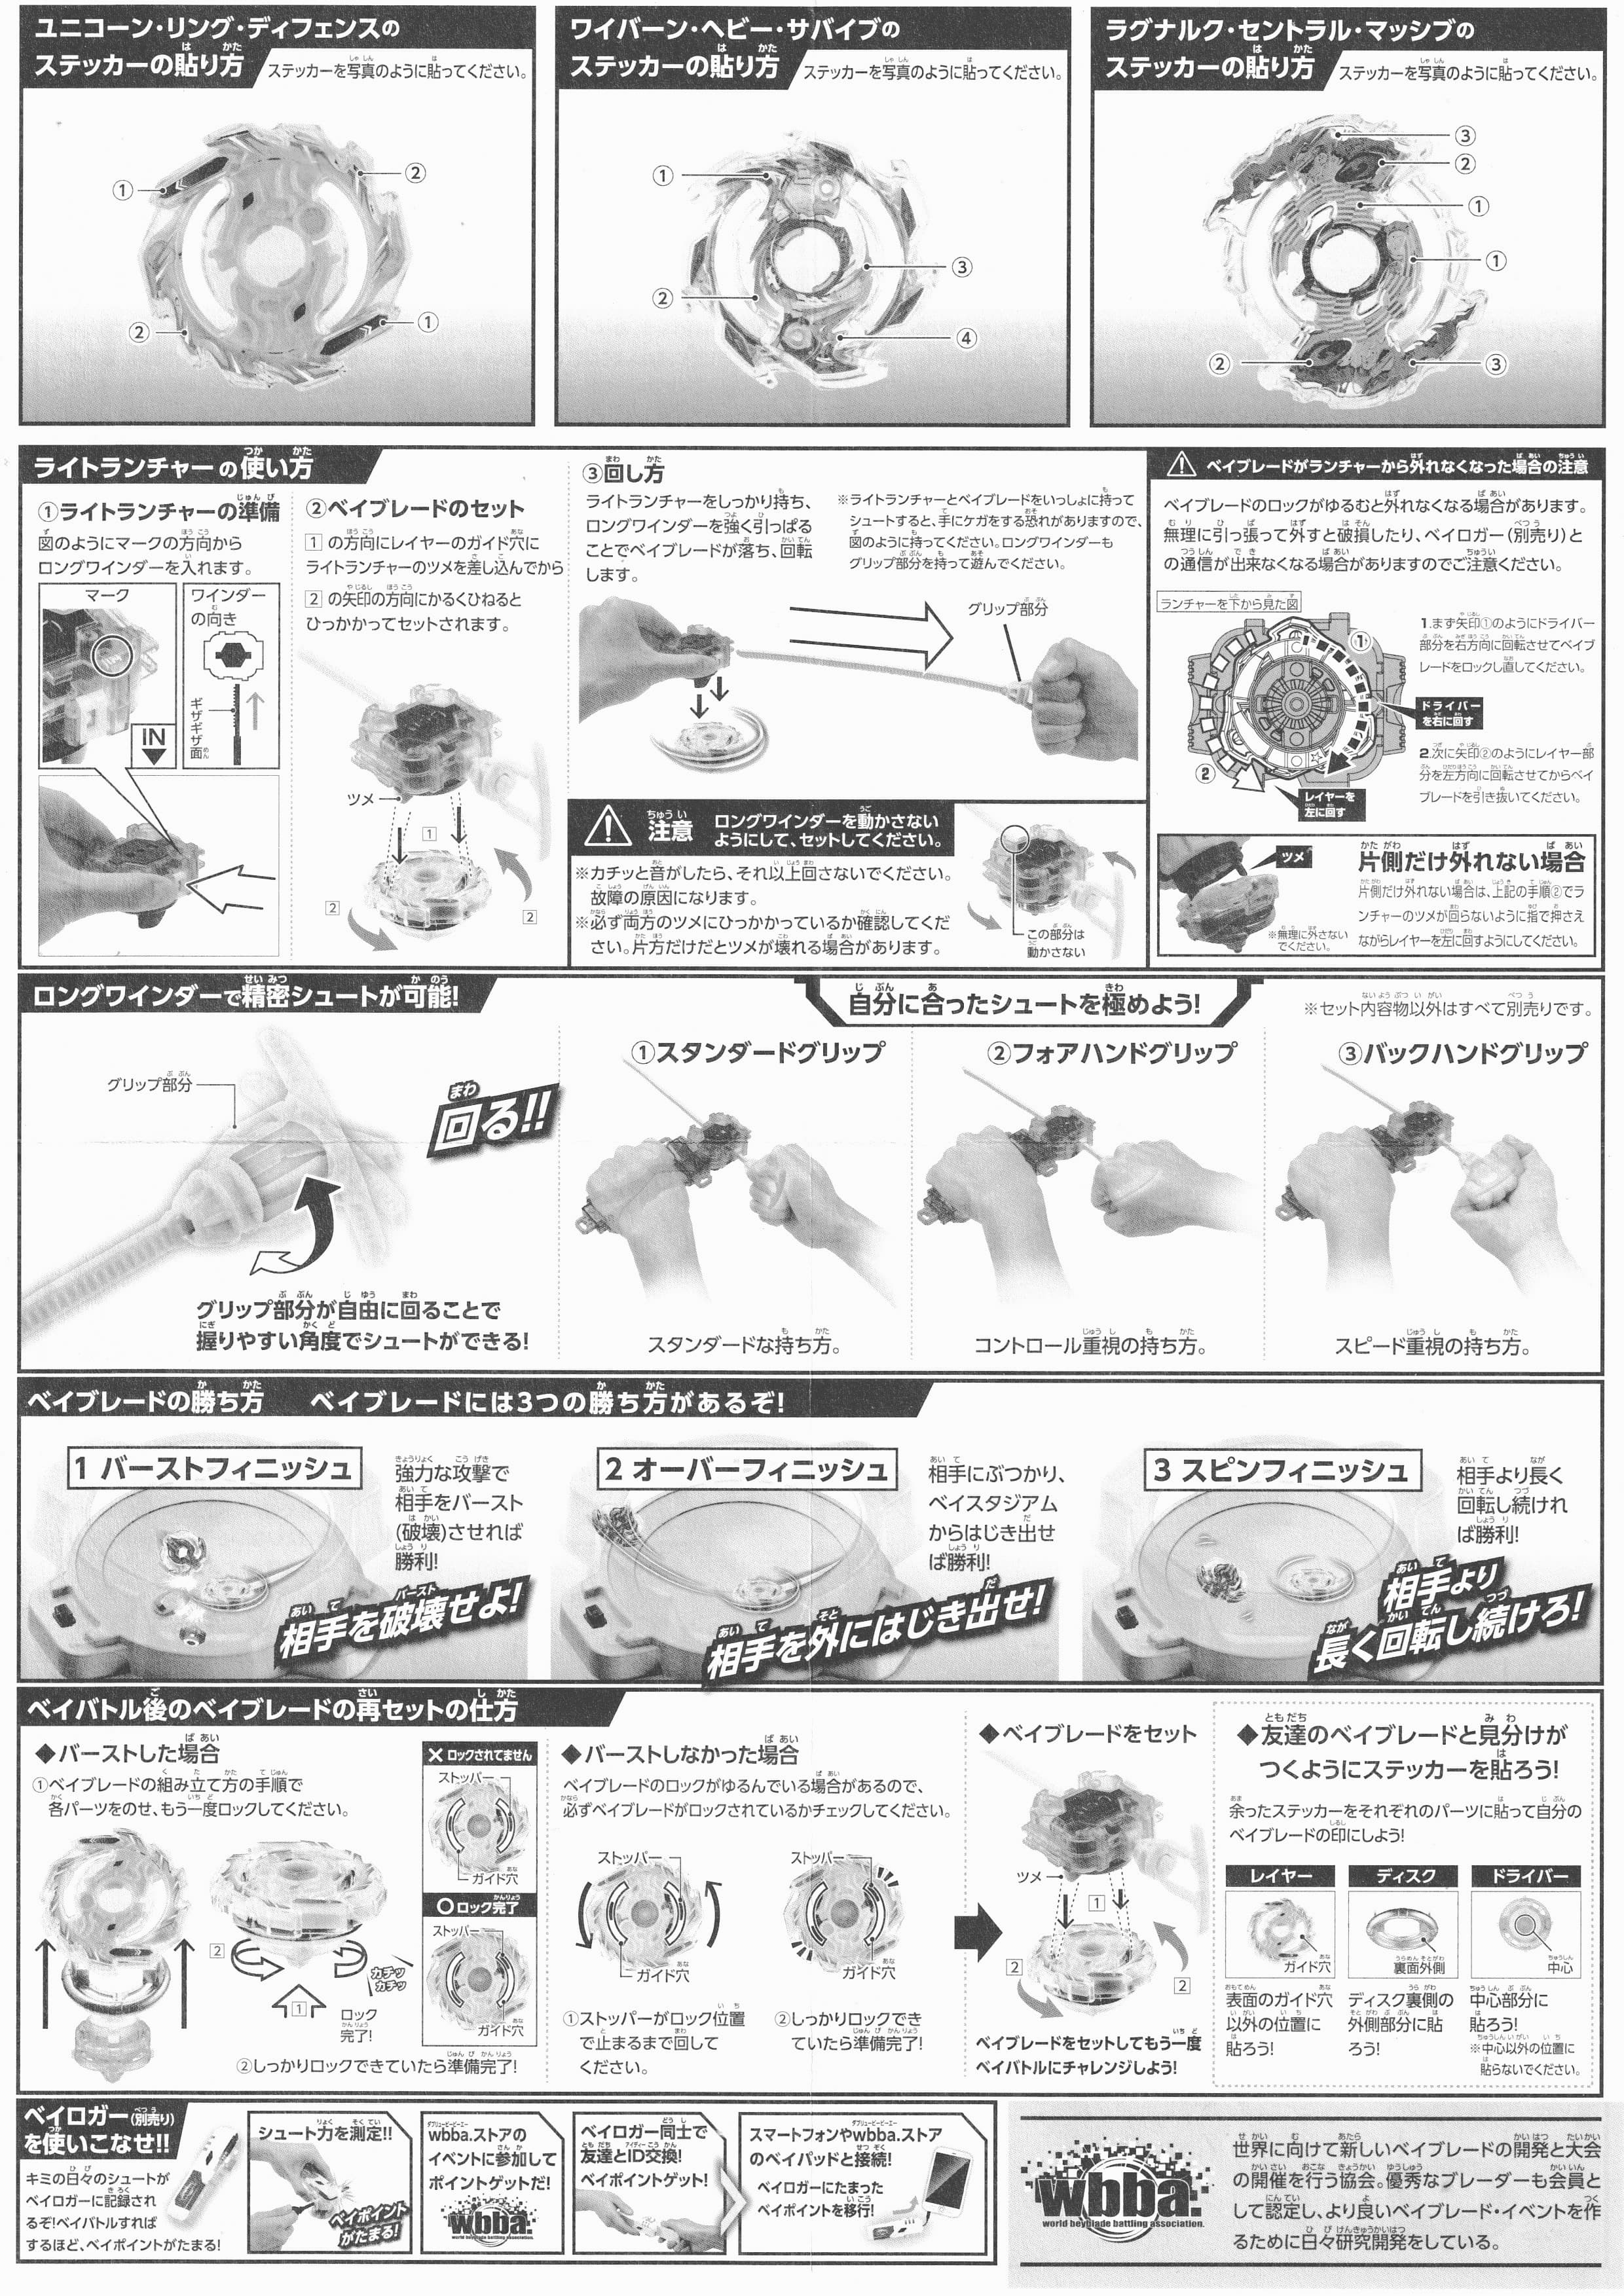 ユニコーン・リング・ディフェンスの
ステッカーの貼り方
ステッカーを写真のように貼ってください。
①
②
②
①
ワイバーン・ヘビー・サバイブの
ステッカーの貼り方
ステッカーを写真のように貼ってください。
①
③
②
④
ラグナルク・セントラル・マッシブの
ステッカーの貼り方
ステッカーを写真のように貼ってください。
③
②
①
①
②
③
ライトランチャーの使い方
①ライトランチャーの準備
図のようにマークの方向から
ロングワインダーを入れます。
マーク
IN
ワインダー
の向き
ギザギザ面
②ベイブレードのセット
1 の方向にレイヤーのガイド穴に
ライトランチャーのツメを差し込んでから
2 の矢印の方向にかるくひねると
ひっかかってセットされます。
ツメ
1
2
2
③回し方
ライトランチャーをしっかり持ち、
ロングワインダーを強く引っぱる
ことでベイブレードが落ち、回転
します。
※ライトランチャーとベイブレードをいっしょに持って
シュートすると、手にケガをする恐れがありますので、
図のように持ってください。ロングワインダーも
グリップ部分を持って遊んでください。
グリップ部分
注意
ロングワインダーを動かさない
ようにして、セットしてください。
※カチッと音がしたら、それ以上回さないでください。
故障の原因になります。
※必ず両方のツメにひっかかっているか確認してくだ
さい。片方だけだとツメが壊れる場合があります。
この部分は
動かさない
ベイブレードがランチャーから外れなくなった場合の注意
ベイブレードのロックがゆるむと外れなくなる場合があります。
無理に引っ張って外すと破損したり、ベイロガー(別売り)と
の通信が出来なくなる場合がありますのでご注意ください。
ランチャーを下から見た図
①
②
ドライバー
を右に回す
レイヤーを
左に回す
1.まず矢印①のようにドライバー
部分を右方向に回転させてベイブ
レードをロックし直してください。
2.次に矢印②のようにレイヤー部
分を左方向に回転させてからベイ
ブレードを引き抜いてください。
ツメ
※無理に外さない
でください。
片側だけ外れない場合
片側だけ外れない場合は、上記の手順②でラ
ンチャーのツメが回らないように指で押さえ
ながらレイヤーを左に回すようにしてください。
ロングワインダーで精密シュートが可能!
グリップ部分
回る!!
グリップ部分が自由に回ることで
握りやすい角度でシュートができる!
自分に合ったシュートを極めよう!
※セット内容物以外はすべて別売りです。
①スタンダードグリップ
スタンダードな持ち方。
②フォアハンドグリップ
コントロール重視の持ち方。
③バックハンドグリップ
スピード重視の持ち方。
ベイブレードの勝ち方 ベイブレードには3つの勝ち方があるぞ!
1 バーストフィニッシュ
強力な攻撃で
相手をバースト
(破壊)させれば
勝利!
相手を破壊せよ!
2 オーバーフィニッシュ
相手にぶつかり、
ベイスタジアム
からはじき出せ
ば勝利!
相手を外にはじき出せ!
3 スピンフィニッシュ
相手より長く
回転し続けれ
ば勝利!
相手より
長く回転し続けろ!
ベイバトル後のベイブレードの再セットの仕方
◆バーストした場合
①ベイブレードの組み立て方の手順で
各パーツをのせ、もう一度ロックしてください。
2
1
カチッ
カチッ
ロック
完了!
②しっかりロックできていたら準備完了!
× ロックされてません
ストッパー
ガイド穴
○ ロック完了
ストッパー
ガイド穴
◆バーストしなかった場合
ベイブレードのロックがゆるんでいる場合があるので、
必ずベイブレードがロックされているかチェックしてください。
ストッパー
ガイド穴
ストッパー
ガイド穴
①ストッパーがロック位置
で止まるまで回して
ください。
②しっかりロックでき
ていたら準備完了!
◆ベイブレードをセット
ツメ
1
2
2
ベイブレードをセットしてもう一度
ベイバトルにチャレンジしよう!
◆友達のベイブレードと見分けが
つくようにステッカーを貼ろう!
余ったステッカーをそれぞれのパーツに貼って自分の
ベイブレードの印にしよう!
レイヤー
ガイド穴
表面のガイド穴
以外の位置に
貼ろう!
ディスク
裏面外側
ディスク裏側の
外側部分に貼
ろう!
ドライバー
中心
中心部分に
貼ろう!
※中心以外の位置に
貼らないでください。
ベイロガー(別売り)
を使いこなせ!!
キミの日々のシュートが
ベイロガーに記録され
るぞ!ベイバトルすれば
するほど、ベイポイントがたまる!
シュート力を測定!!
ベイポイント
がたまる!
wbba.ストアの
イベントに参加して
ポイントゲットだ!
wbba.
world beyblade battling association.
ベイロガー同士で
友達とID交換!
ベイポイントゲット!
スマートフォンやwbba.ストア
のベイパッドと接続!
ベイロガーにたまった
ベイポイントを移行!
wbba.
world beyblade battling association.
世界に向けて新しいベイブレードの開発と大会
の開催を行う協会。優秀なブレーダーも会員と
して認定し、より良いベイブレード・イベントを作
るために日々研究開発をしている。